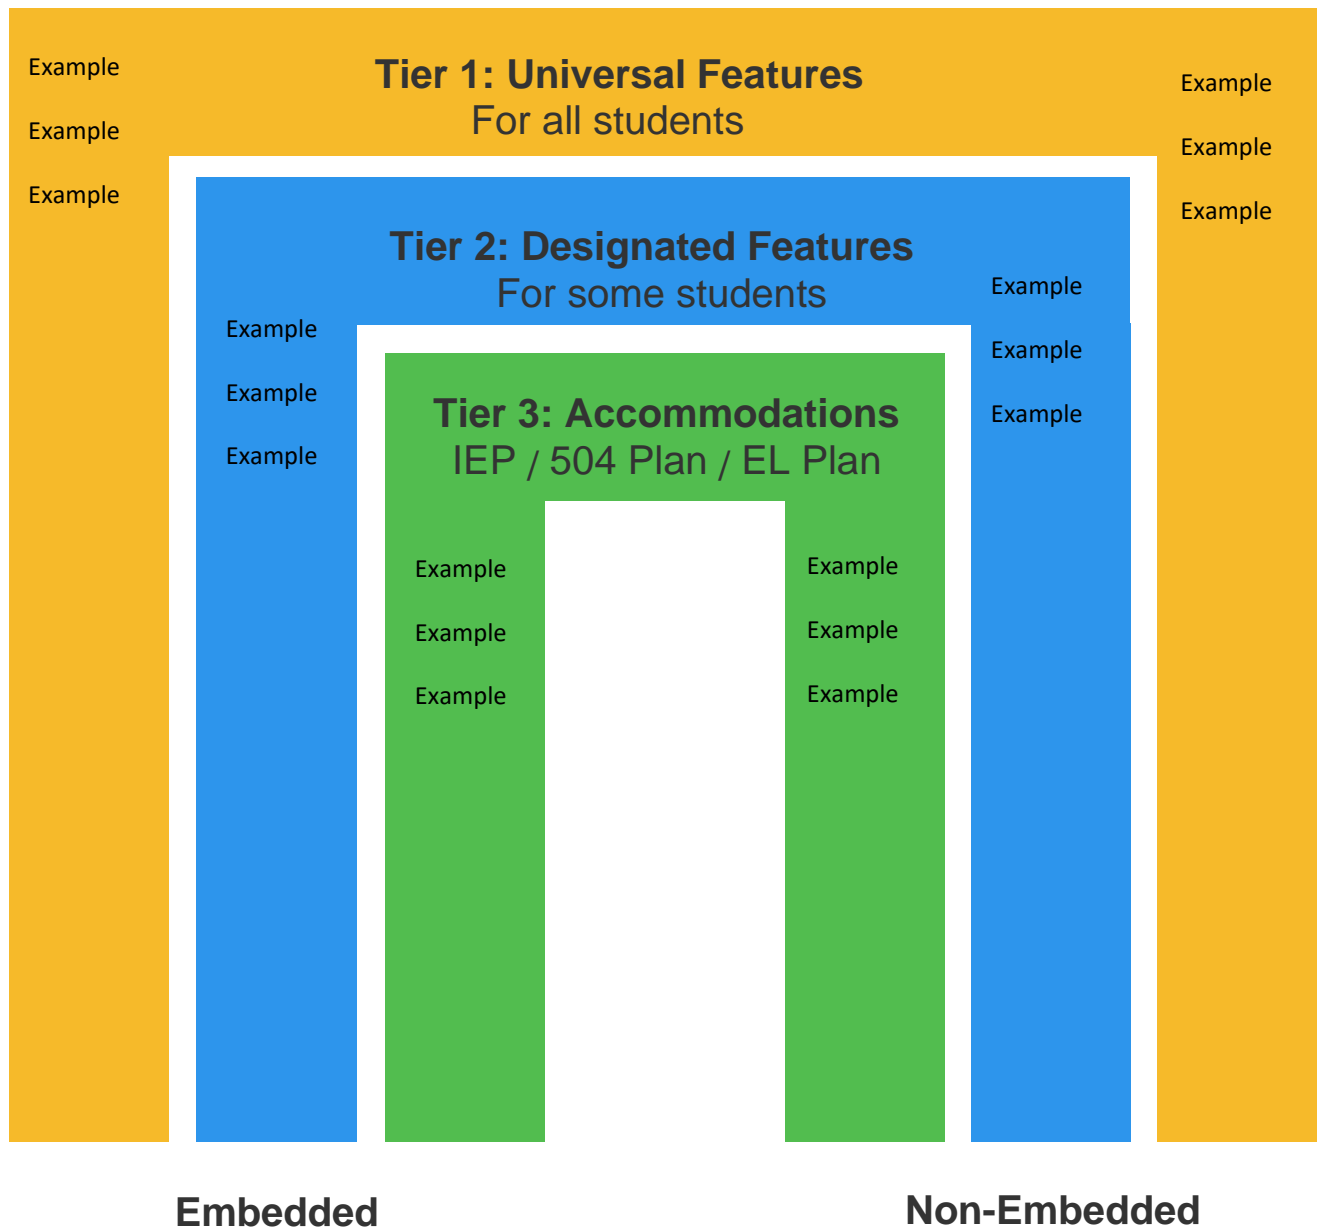 Tier 1: Universal Features
For all students
Example
Example
Example
Example
Example
Example
Tier 2: Designated Features
For some students
Example
Example
Example
Example
Example
Example
Tier 3: Accommodations
IEP / 504 Plan / EL Plan
Example
Example
Example
Example
Example
Example
Embedded
Non-Embedded